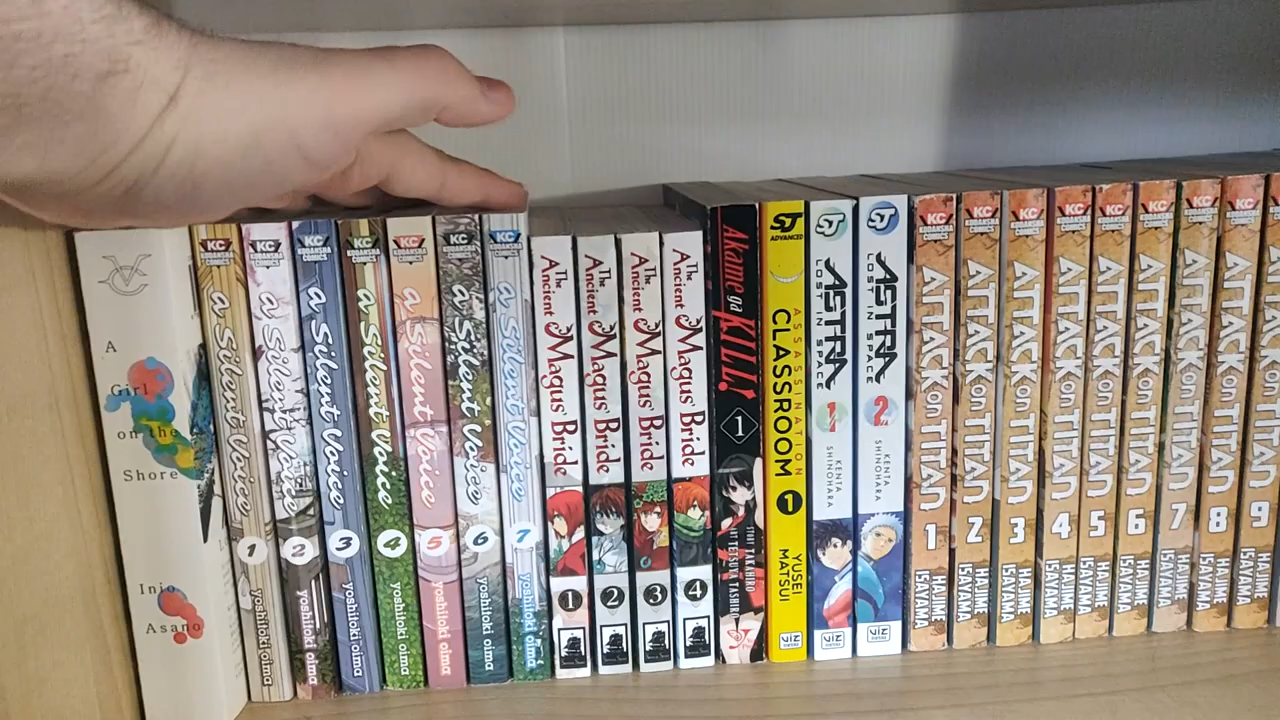 A
Girl
on the
Shore
Inio
Asano
KC
KODANSHA
COMICS
a Silent Voice
1
yoshitoki oima
KC
KODANSHA
COMICS
a Silent Voice
2
yoshitoki oima
KC
KODANSHA
COMICS
a Silent Voice
3
yoshitoki oima
KC
KODANSHA
COMICS
a Silent Voice
4
yoshitoki oima
KC
KODANSHA
COMICS
a Silent Voice
5
yoshitoki oima
KC
KODANSHA
COMICS
a Silent Voice
6
yoshitoki oima
KC
KODANSHA
COMICS
a Silent Voice
7
yoshitoki oima
The
Ancient
Magus' Bride
1
The
Ancient
Magus' Bride
2
The
Ancient
Magus' Bride
3
The
Ancient
Magus' Bride
4
Akame ga
KILL!
1
STORY TAKAHIRO
ART TETSUYA TASHIRO
SJ
ADVANCED
ASSASSINATION
CLASSROOM
1
YUSEI
MATSUI
VIZ
SJ
ASTRA
LOST IN SPACE
1
KENTA
SHINOHARA
VIZ
SJ
ASTRA
LOST IN SPACE
2
KENTA
SHINOHARA
VIZ
KC
KODANSHA
COMICS
ATTACK on TITAN
1
HAJIME
ISAYAMA
KC
KODANSHA
COMICS
ATTACK on TITAN
2
HAJIME
ISAYAMA
KC
KODANSHA
COMICS
ATTACK on TITAN
3
HAJIME
ISAYAMA
KC
KODANSHA
COMICS
ATTACK on TITAN
4
HAJIME
ISAYAMA
KC
KODANSHA
COMICS
ATTACK on TITAN
5
HAJIME
ISAYAMA
KC
KODANSHA
COMICS
ATTACK on TITAN
6
HAJIME
ISAYAMA
KC
KODANSHA
COMICS
ATTACK on TITAN
7
HAJIME
ISAYAMA
KC
KODANSHA
COMICS
ATTACK on TITAN
8
HAJIME
ISAYAMA
KC
ATTACK on TITAN
9
HAJIME
ISAYAMA